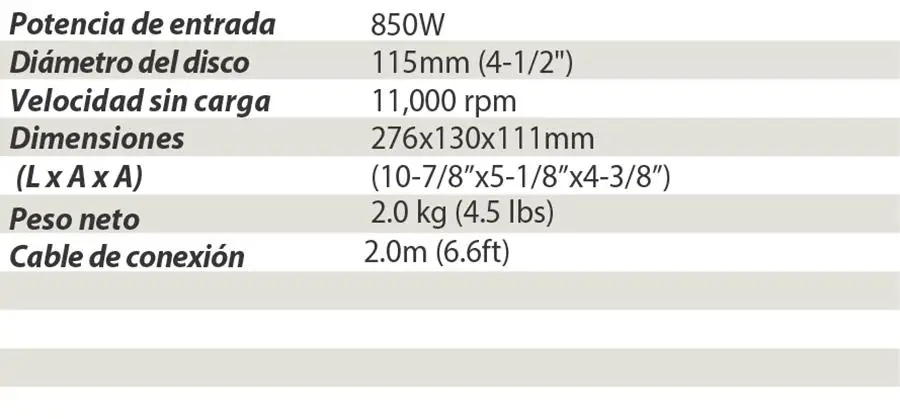 Potencia de entrada 850W
Diámetro del disco 115mm (4-1/2")
Velocidad sin carga 11,000 rpm
Dimensiones 276x130x111mm
(L x A x A) (10-7/8”x5-1/8”x4-3/8”)
Peso neto 2.0 kg (4.5 lbs)
Cable de conexión 2.0m (6.6ft)